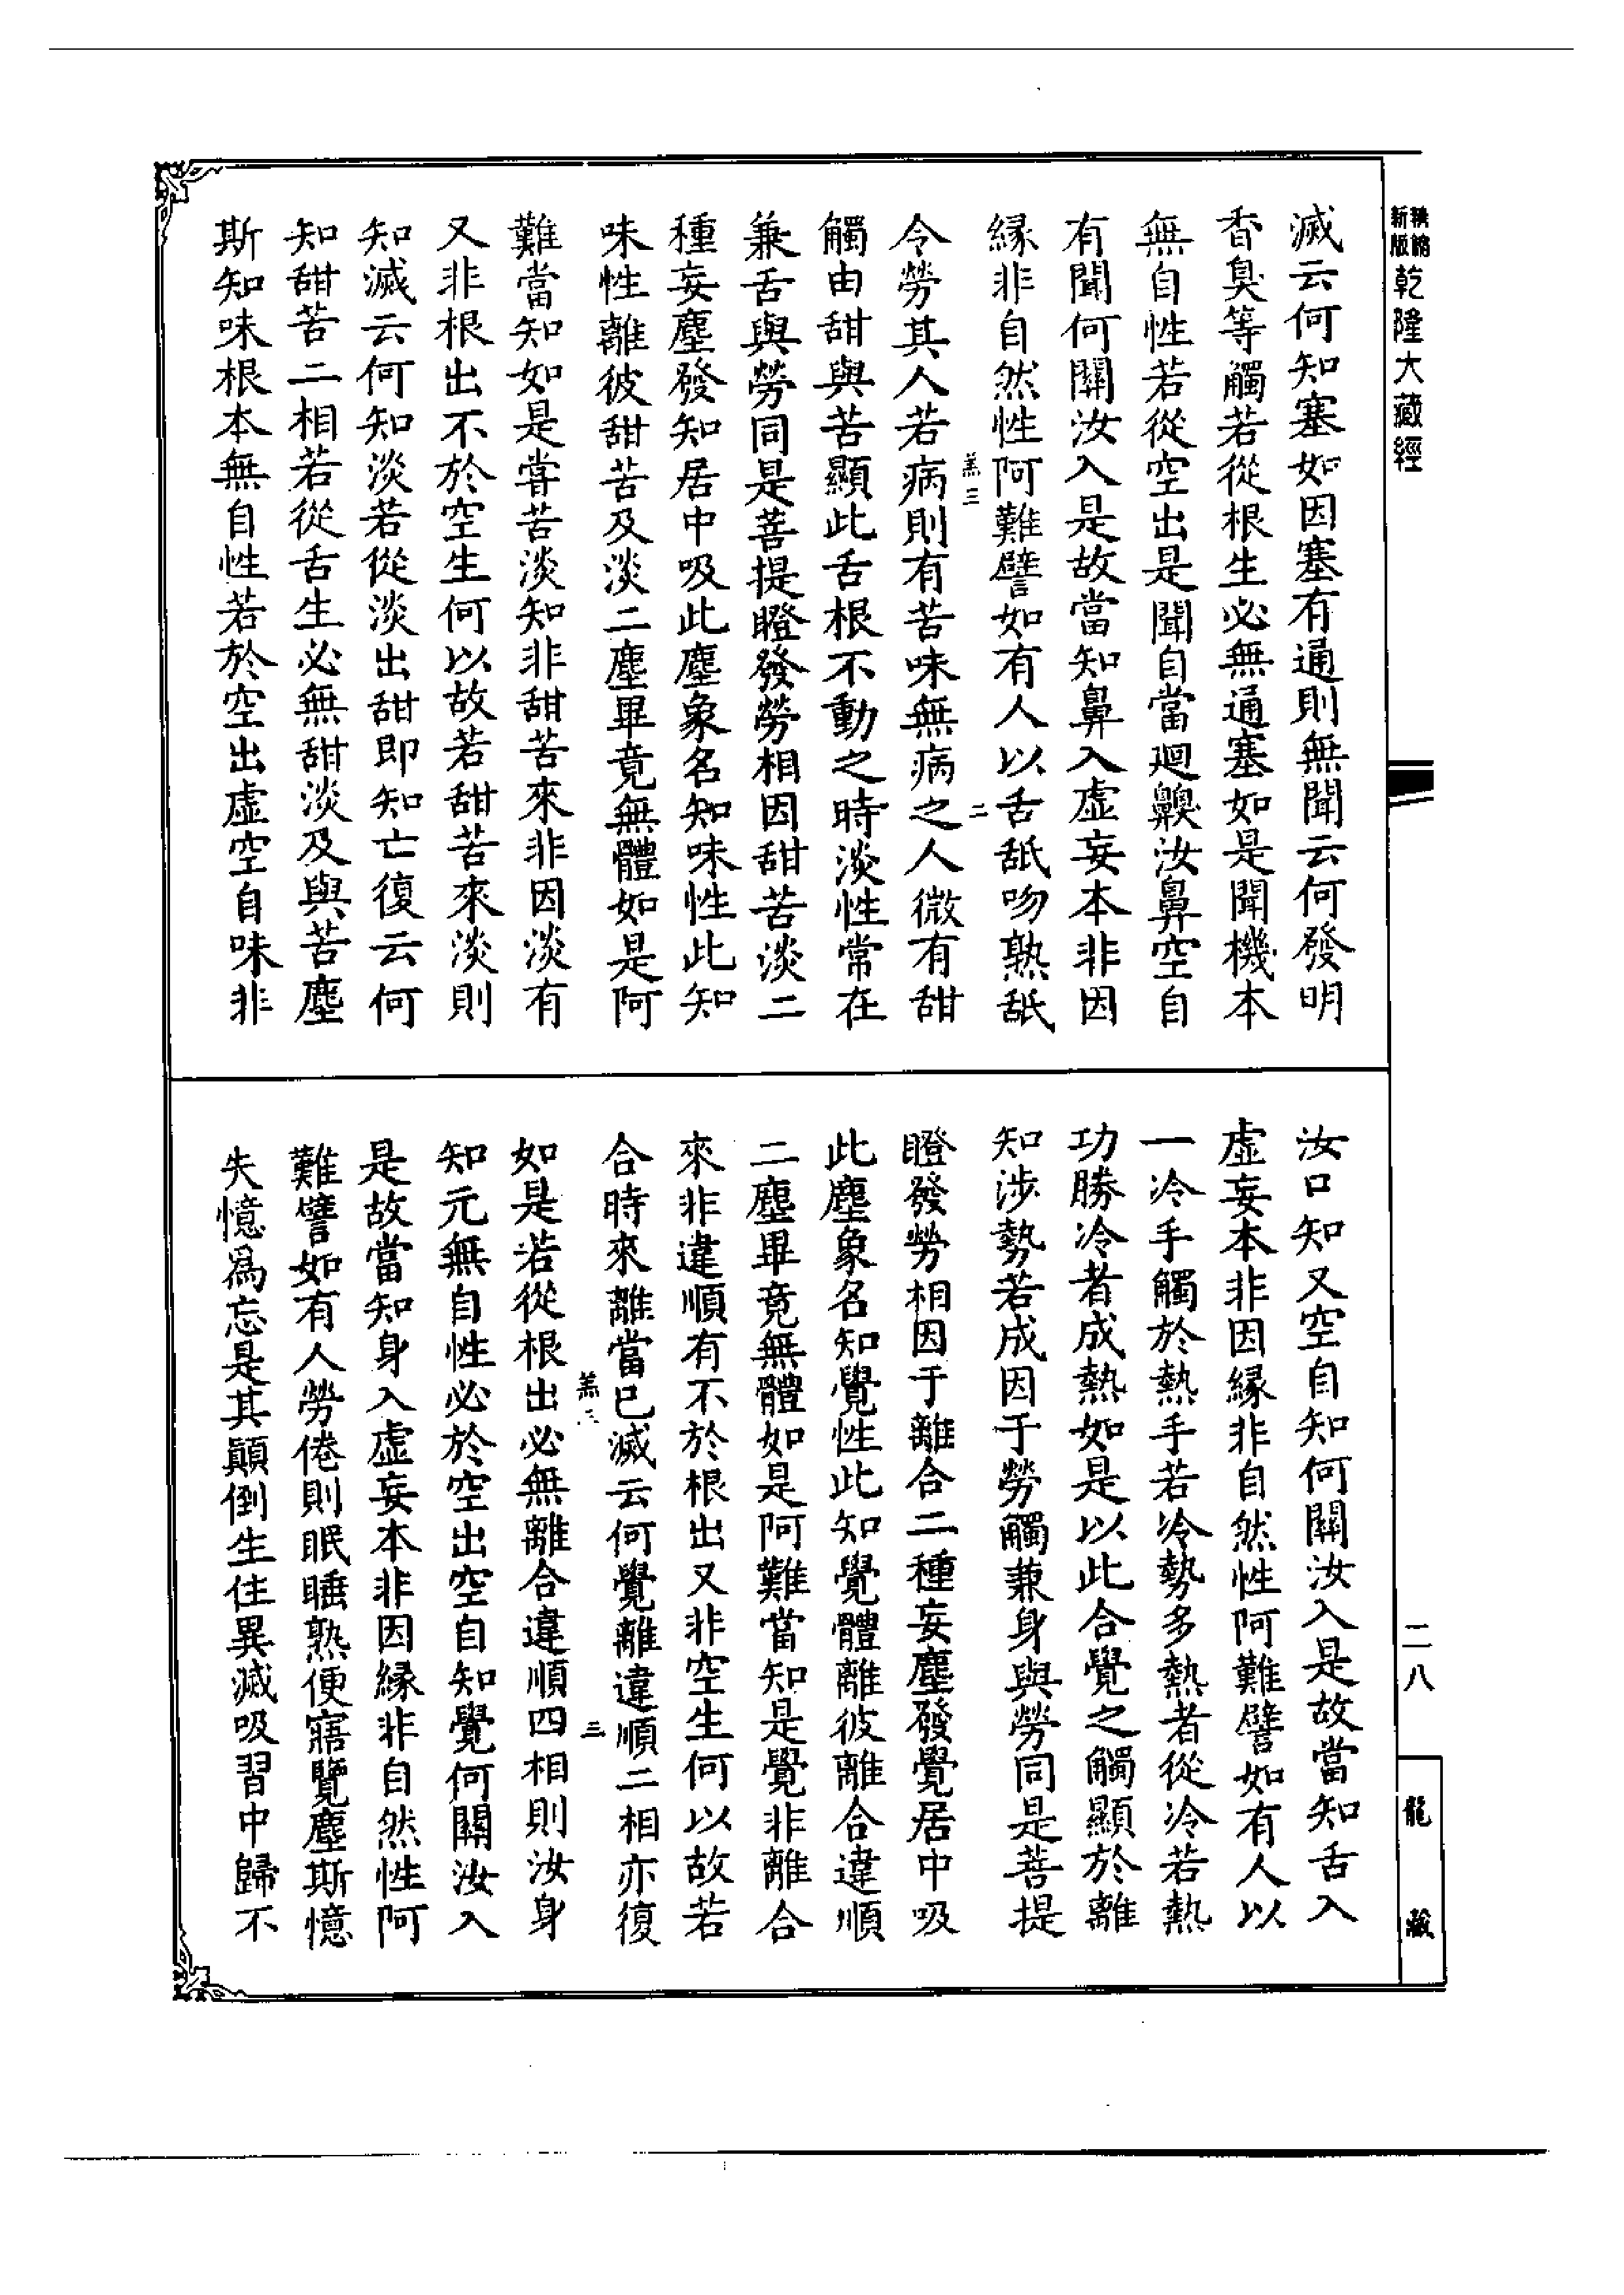 精縮新版
乾隆大藏經
滅云何知塞如因塞有通則無聞云何發明
香臭等觸若從根生必無通塞如是聞機本
無自性若從空出是聞自當迴齅汝鼻空自
有聞何關汝入是故當知鼻入虛妄本非因
緣非自然性阿難譬如有人以舌舐吻熟舐
羔三
二
令勞其人若病則有苦味無病之人微有甜
觸由甜與苦顯此舌根不動之時淡性常在
兼舌與勞同是菩提瞪發勞相因甜苦淡二
種妄塵發知居中吸此塵象名知味性此知
味性離彼甜苦及淡二塵畢竟無體如是阿
難當知如是嘗苦淡知非甜苦來非因淡有
又非根出不於空生何以故若甜苦來淡則
知滅云何知淡若從淡出甜即知亡復云何
知甜苦二相若從舌生必無甜淡及與苦塵
斯知味根本無自性若於空出虛空自味非
汝口知又空自知何關汝入是故當知舌入
虛妄本非因緣非自然性阿難譬如有人以
一冷手觸於熱手若冷勢多熱者從冷若熱
功勝冷者成熱如是以此合覺之觸顯於離
知涉勢若成因于勞觸兼身與勞同是菩提
瞪發勞相因于離合二種妄塵發覺居中吸
此塵象名知覺性此知覺體離彼離合違順
二塵畢竟無體如是阿難當知是覺非離合
來非違順有不於根出又非空生何以故若
合時來離當已滅云何覺離違順二相亦復
羔三
三
如是若從根出必無離合違順四相則汝身
知元無自性必於空出空自知覺何關汝入
是故當知身入虛妄本非因緣非自然性阿
難譬如有人勞倦則眠睡熟便寤覽塵斯憶
失憶為忘是其顛倒生住異滅吸習中歸不
二八
龍藏